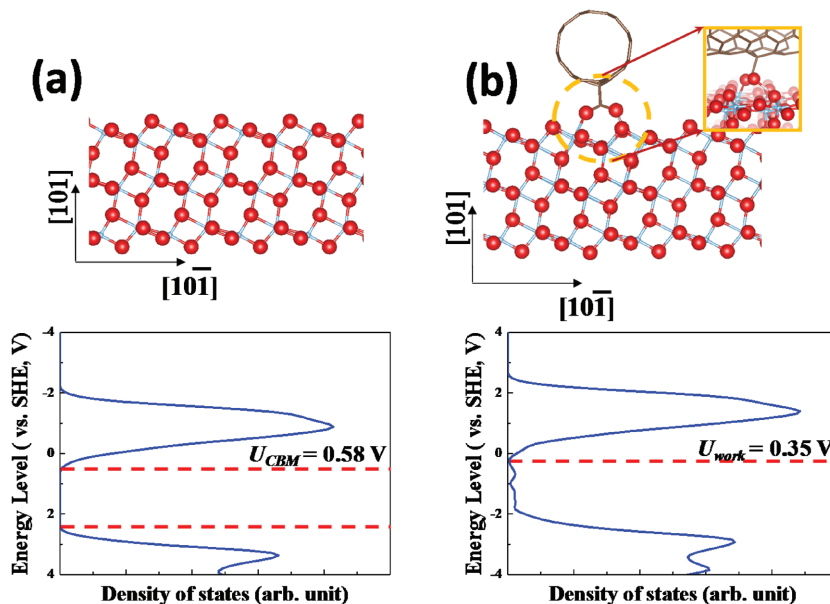 (a)
(b)
[101]
[101̅]
[101]
[101̅]
-4
-2
0
2
4
Energy Level ( vs. SHE, V)
U_CBM = 0.58 V
Density of states (arb. unit)
-4
-2
0
-2
4
Energy Level ( vs. SHE, V)
U_work = 0.35 V
Density of states (arb. unit)